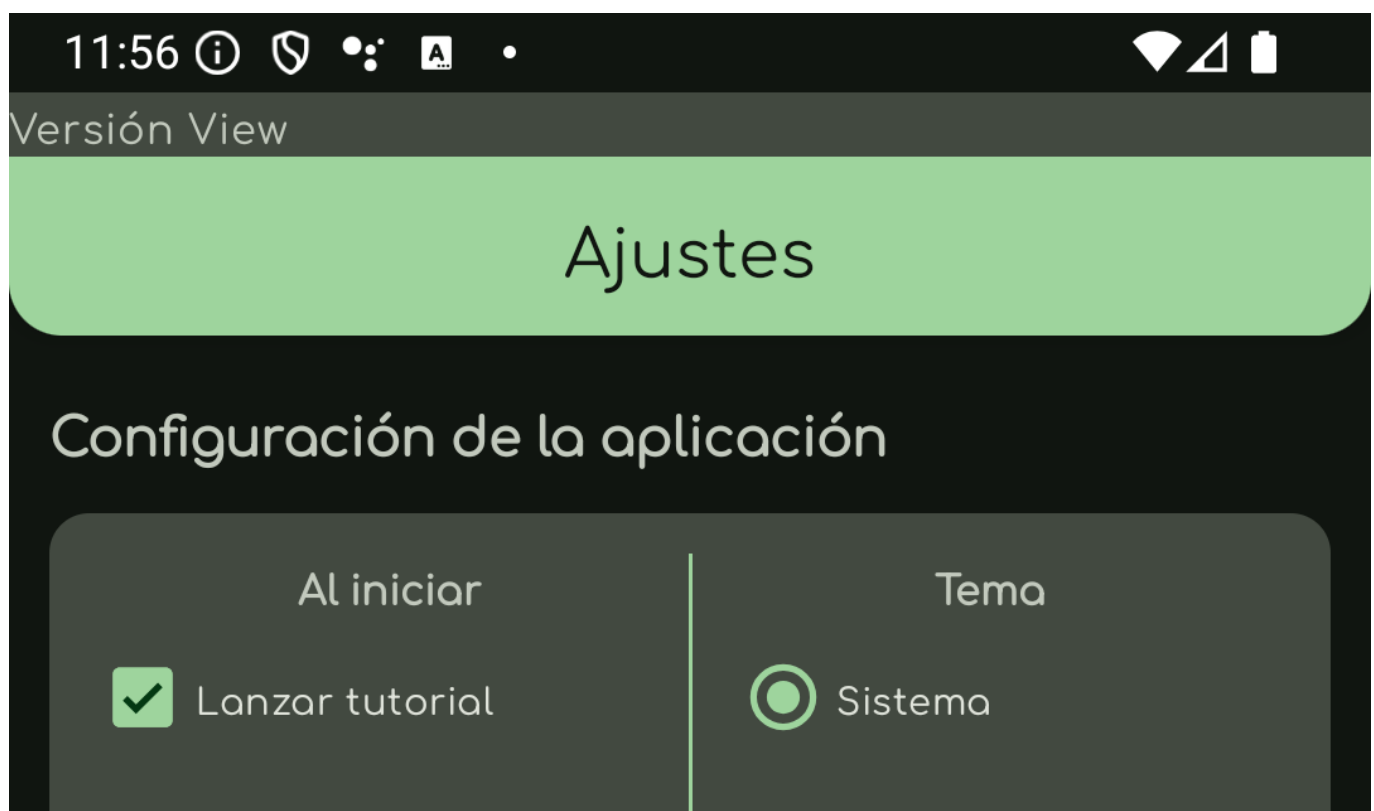 11:56
Versión View
Ajustes
Configuración de la aplicación
Al iniciar
Tema
Lanzar tutorial
Sistema